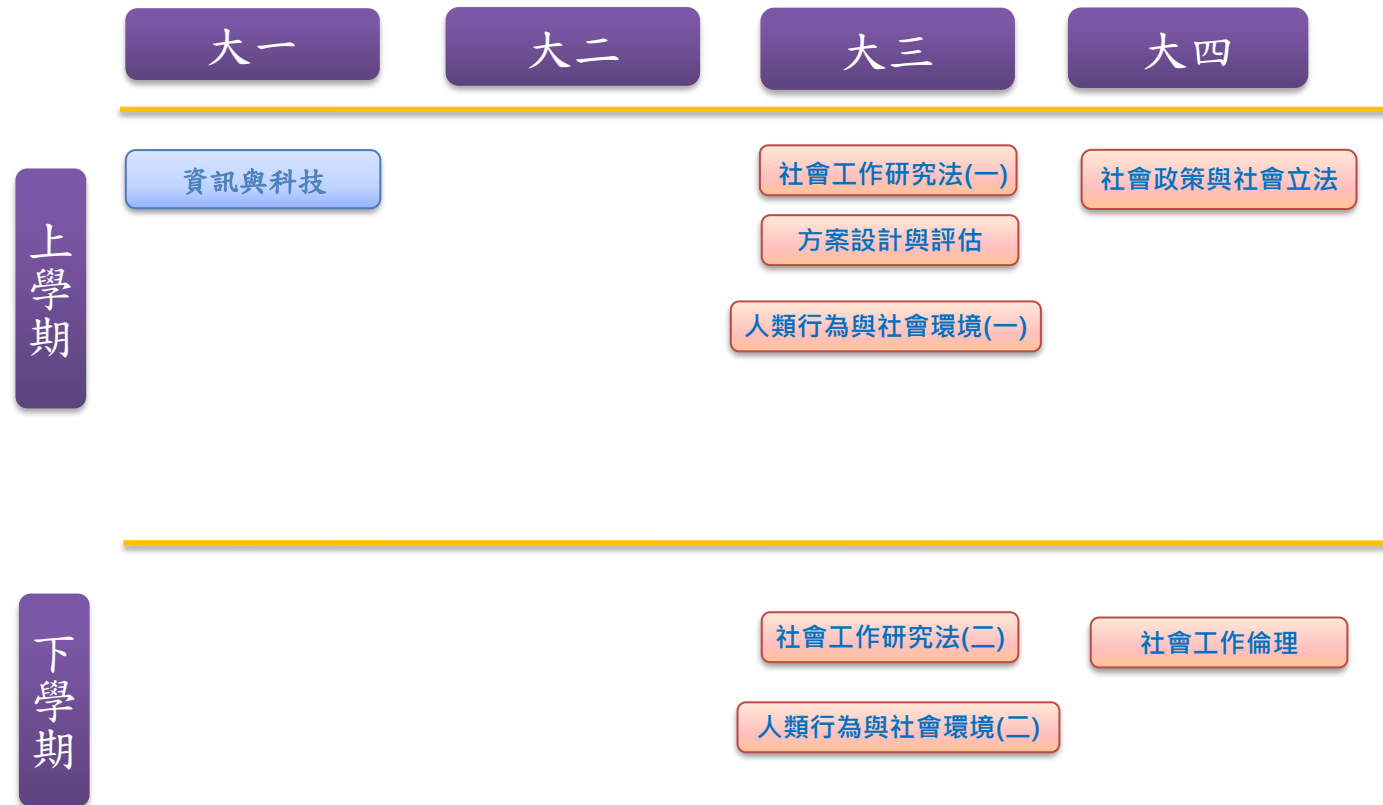 大一
大二
大三
大四
上學期
資訊與科技
社會工作研究法(一)
社會政策與社會立法
方案設計與評估
人類行為與社會環境(一)
下學期
社會工作研究法(二)
社會工作倫理
人類行為與社會環境(二)